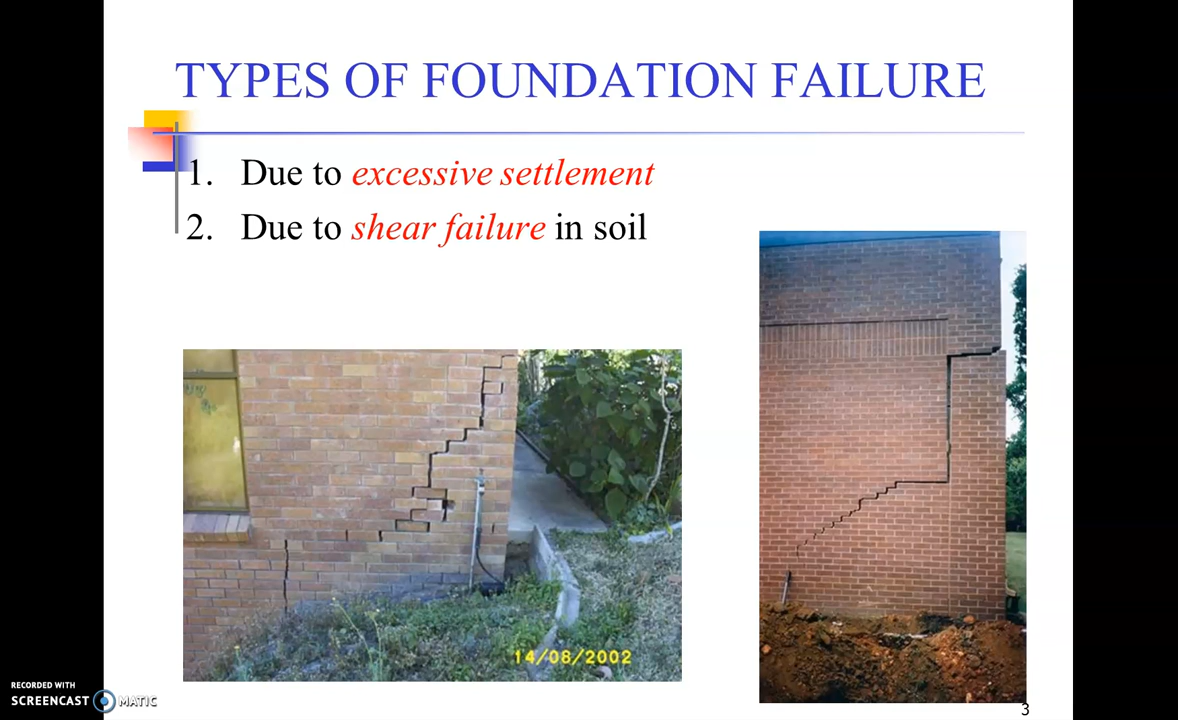 TYPES OF FOUNDATION FAILURE
1. Due to excessive settlement
2. Due to shear failure in soil
14/08/2002
RECORDED WITH
SCREENCAST MATIC
3